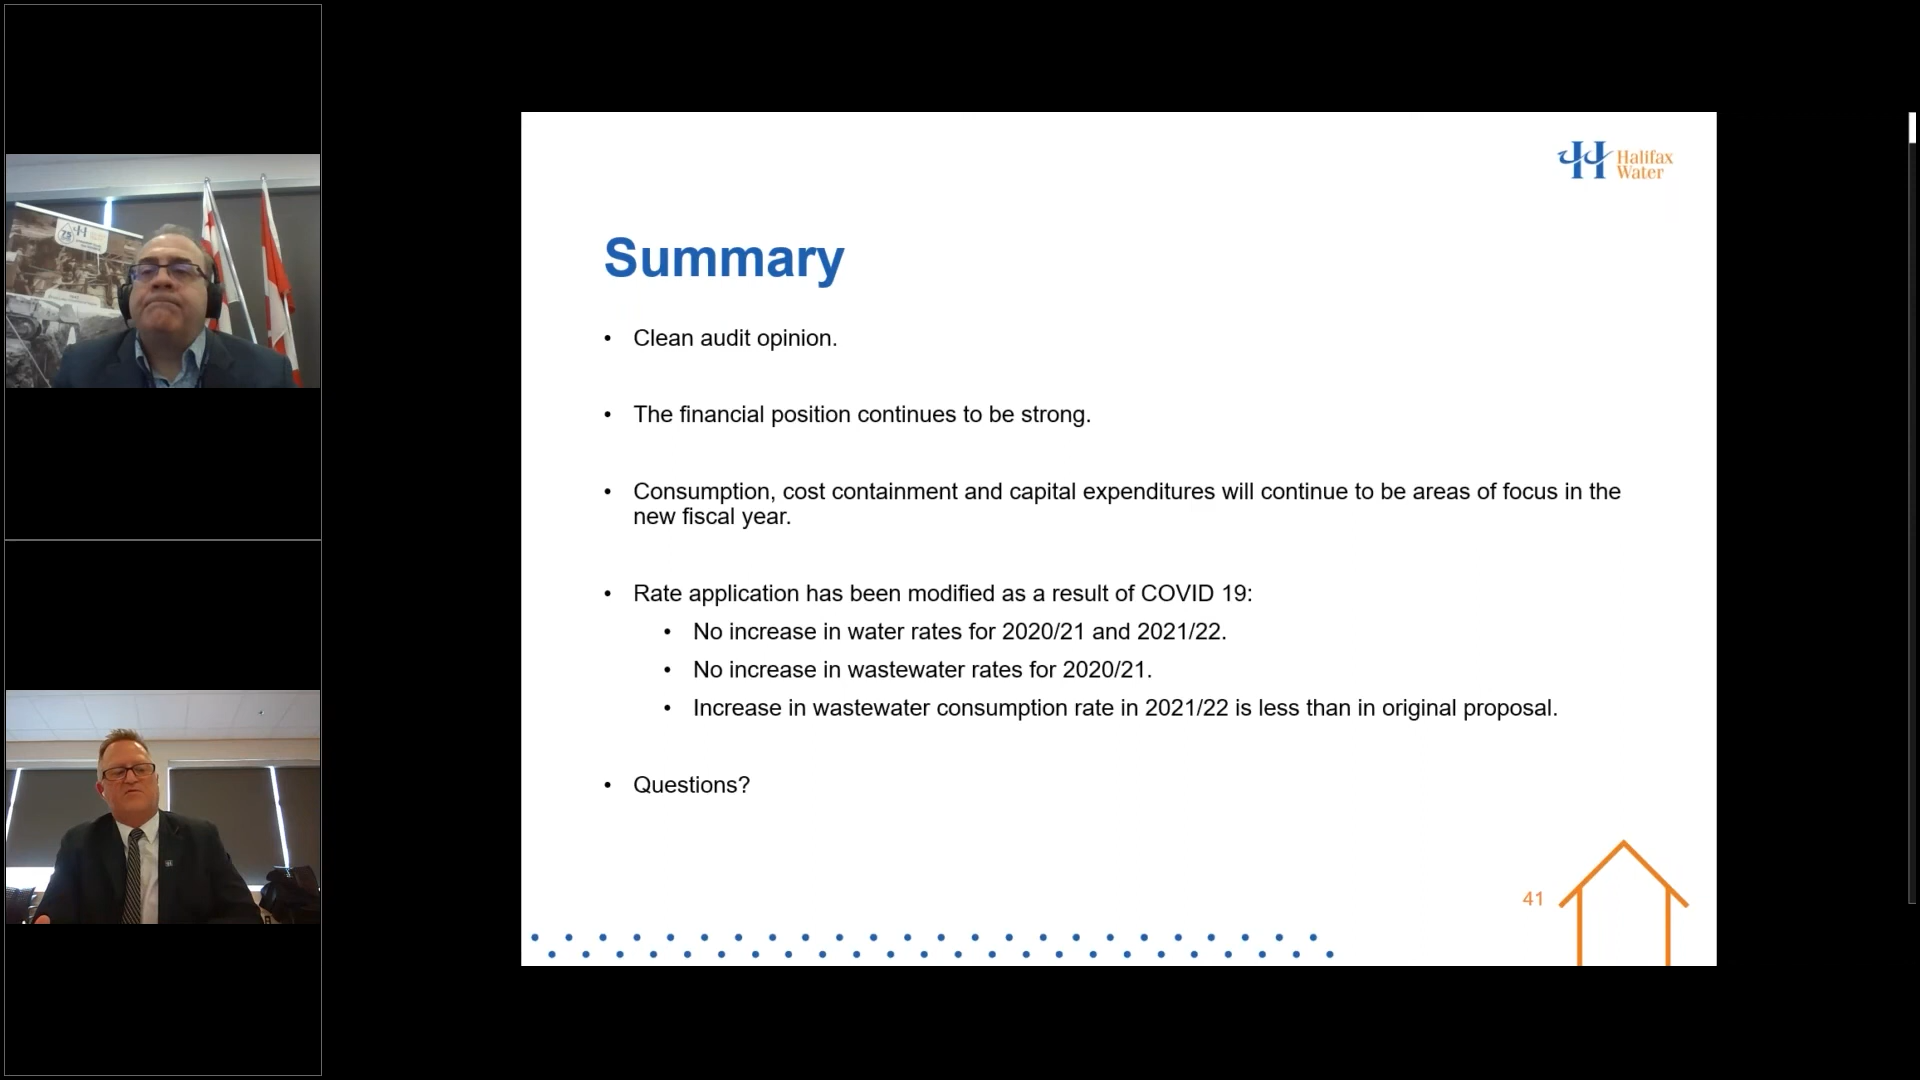 Halifax
Water
Summary
• Clean audit opinion.
• The financial position continues to be strong.
• Consumption, cost containment and capital expenditures will continue to be areas of focus in the
new fiscal year.
• Rate application has been modified as a result of COVID 19:
• No increase in water rates for 2020/21 and 2021/22.
• No increase in wastewater rates for 2020/21.
• Increase in wastewater consumption rate in 2021/22 is less than in original proposal.
• Questions?
41
75